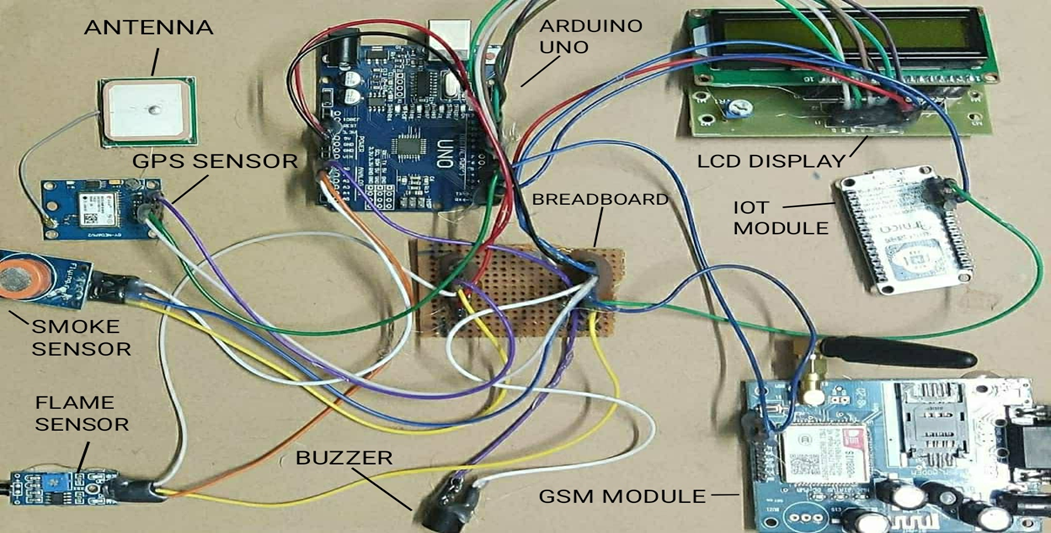 ANTENNA
ARDUINO
UNO
GPS SENSOR
UNO
LCD DISPLAY
BREADBOARD
IOT
MODULE
SMOKE
SENSOR
FLAME
SENSOR
BUZZER
GSM MODULE